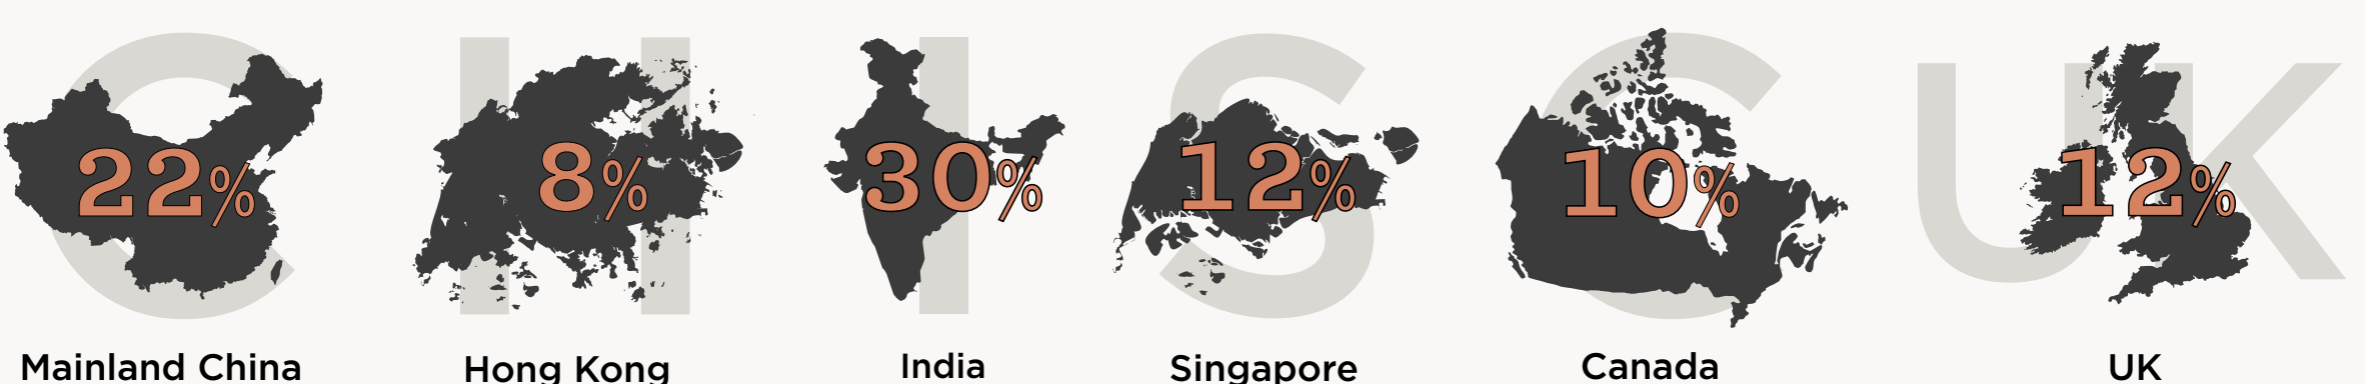 C H I S C UK
22% 8% 30% 12% 10% 12%
Mainland China Hong Kong India Singapore Canada UK